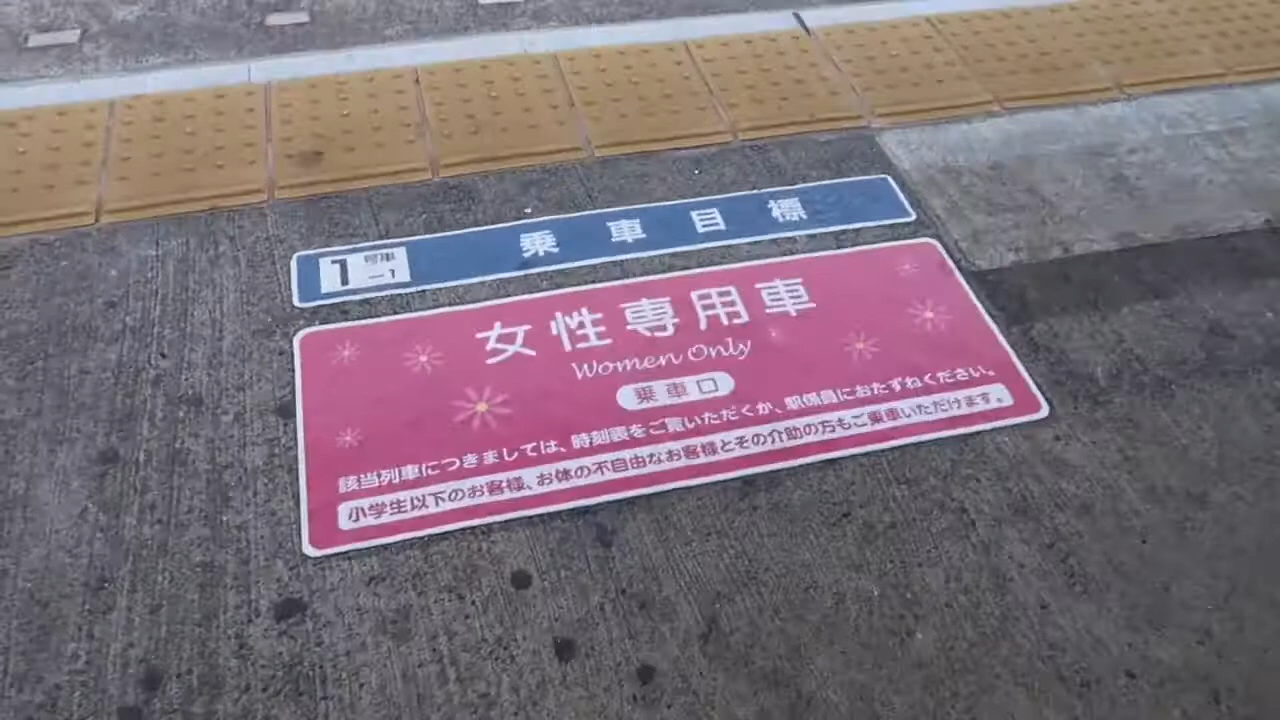 1 号車 －1 乗車目標
女性専用車
Women Only
乗車口
該当列車につきましては、時刻表をご覧いただくか、駅係員におたずねください。
小学生以下のお客様、お体の不自由なお客様とその介助の方もご乗車いただけます。